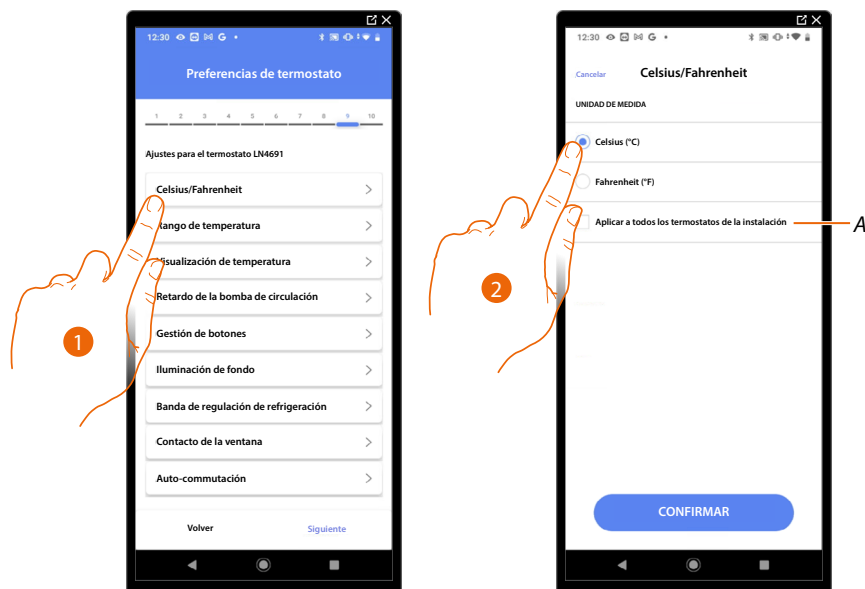 12:30 G
Preferencias de termostato
1 2 3 4 5 6 7 8 9 10
Ajustes para el termostato LN4691
Celsius/Fahrenheit
Rango de temperatura
Visualización de temperatura
Retardo de la bomba de circulación
Gestión de botones
Iluminación de fondo
Banda de regulación de refrigeración
Contacto de la ventana
Auto-commutación
Volver Siguiente
1
12:30 G
Cancelar Celsius/Fahrenheit
UNIDAD DE MEDIDA
Celsius (°C)
Fahrenheit (°F)
Aplicar a todos los termostatos de la instalación
A
2
CONFIRMAR